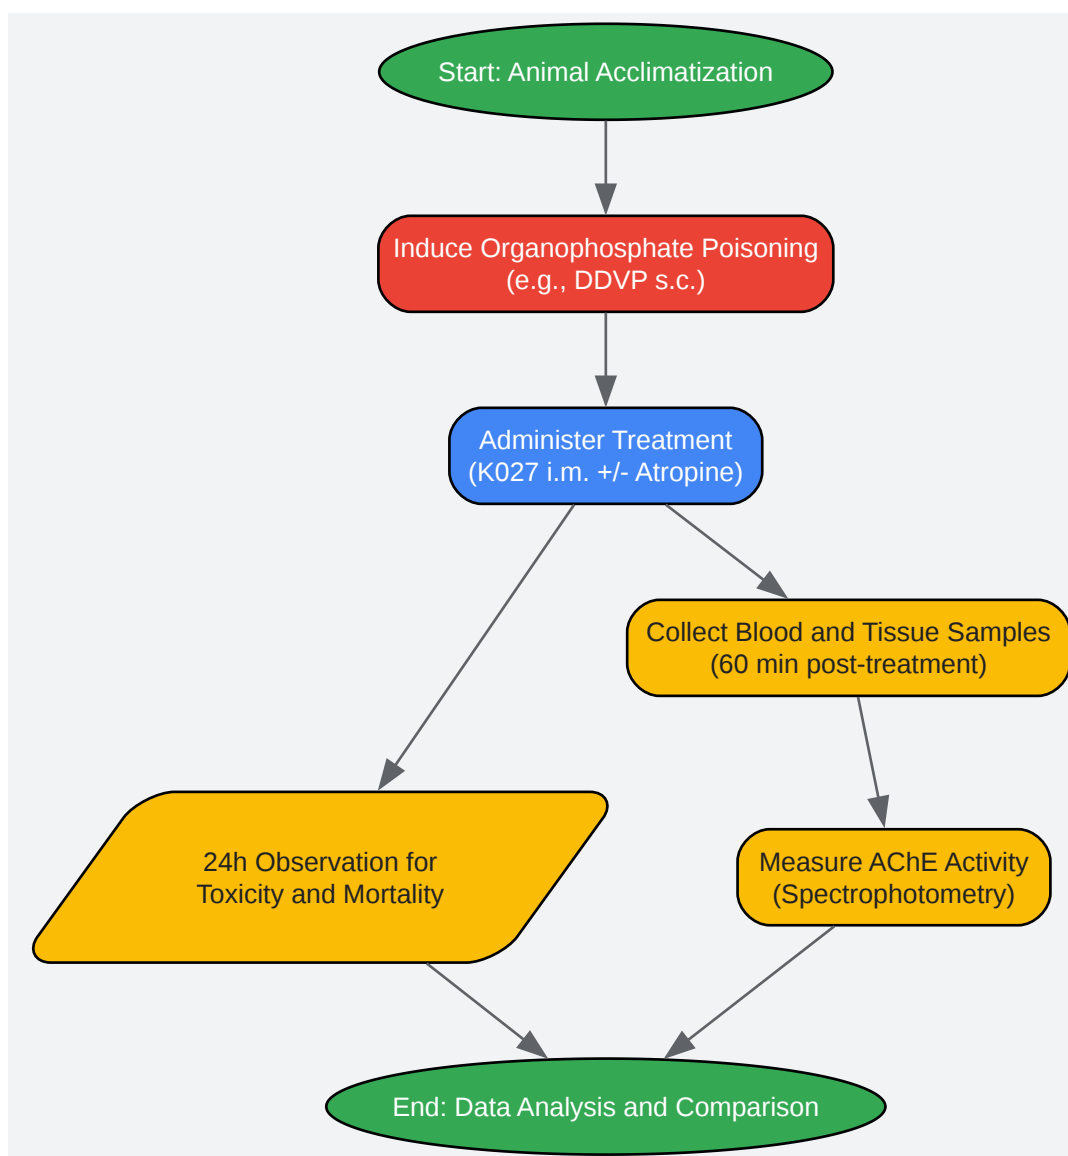 Start: Animal Acclimatization
Induce Organophosphate Poisoning
(e.g., DDVP s.c.)
Administer Treatment
(K027 i.m. +/- Atropine)
Collect Blood and Tissue Samples
(60 min post-treatment)
24h Observation for
Toxicity and Mortality
Measure AChE Activity
(Spectrophotometry)
End: Data Analysis and Comparison